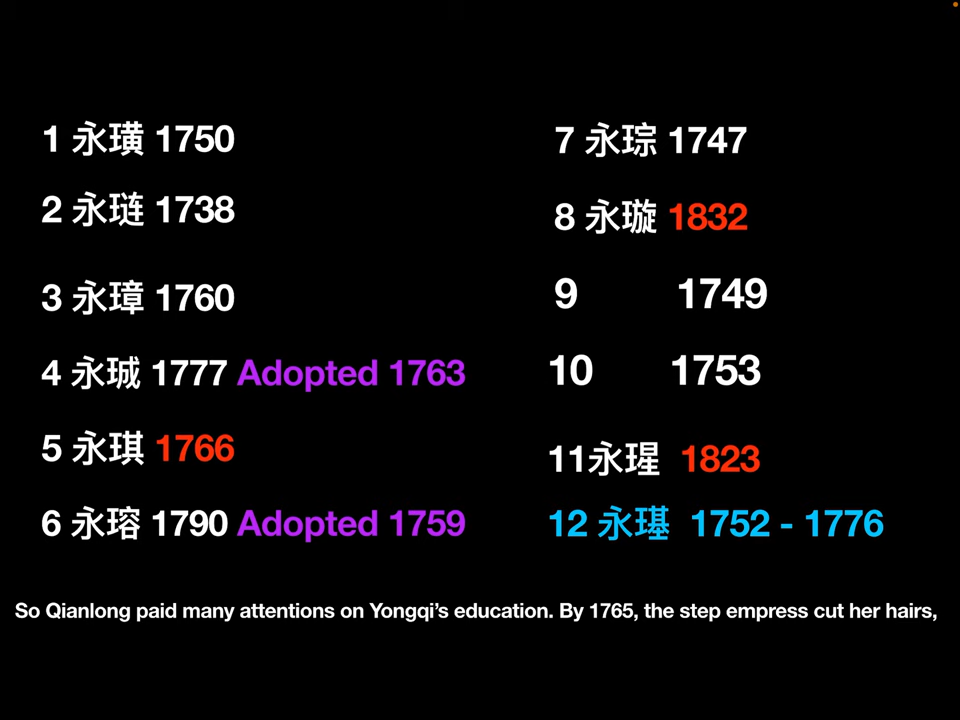 1 永璜 1750
2 永琏 1738
3 永璋 1760
4 永珹 1777 Adopted 1763
5 永琪 1766
6 永瑢 1790 Adopted 1759
7 永琮 1747
8 永璇 1832
9 1749
10 1753
11永瑆 1823
12 永璂 1752 - 1776
So Qianlong paid many attentions on Yongqi's education. By 1765, the step empress cut her hairs,